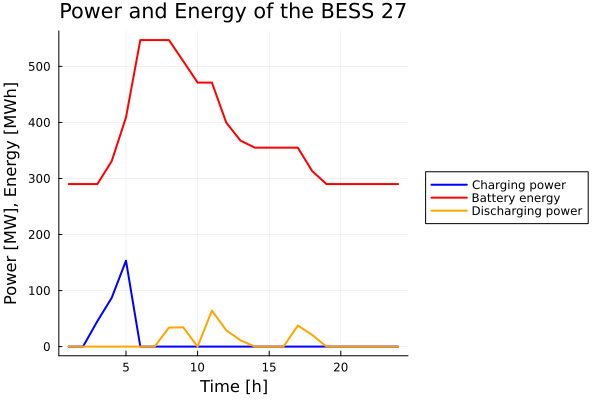 Power and Energy of the BESS 27
Power [MW], Energy [MWh]
500
400
300
200
100
0
5
10
15
20
Time [h]
Charging power
Battery energy
Discharging power